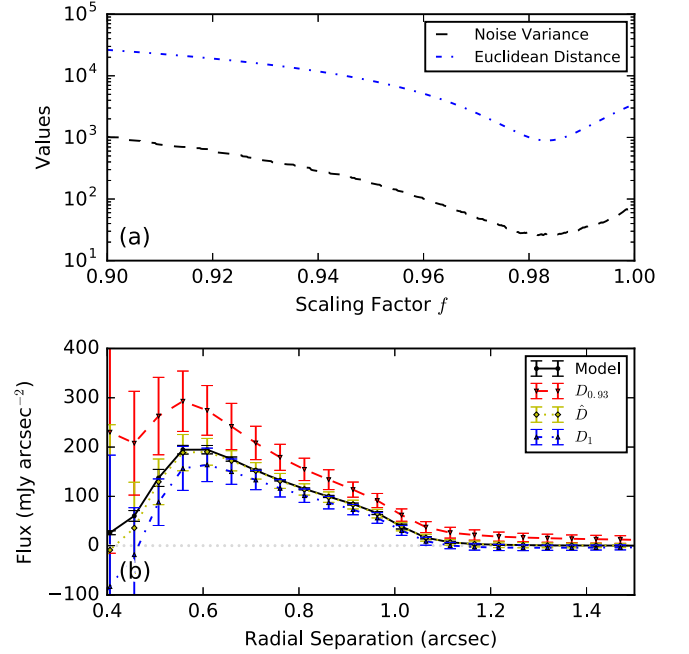 10^5
10^4
10^3
10^2
10^1
Values
Noise Variance
Euclidean Distance
(a)
0.90 0.92 0.94 0.96 0.98 1.00
Scaling Factor f
400
300
200
100
0
−100
Flux (mJy arcsec^{−2})
Model
D_{0.93}
D̂
D_1
(b)
0.4 0.6 0.8 1.0 1.2 1.4
Radial Separation (arcsec)